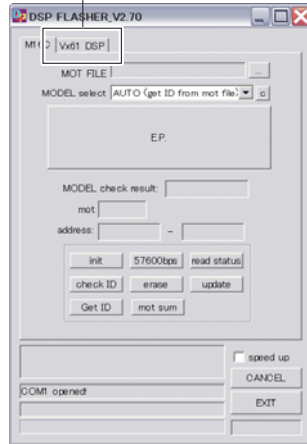 DSP FLASHER_V2.70
Vx61 DSP
MOT FILE
...
MODEL select AUTO (get ID from mot file) c
E.P.
MODEL check result:
mot
address: –
init 57600bps read status
check ID erase update
Get ID mot sum
speed up
CANCEL
COM1 opened!
EXIT